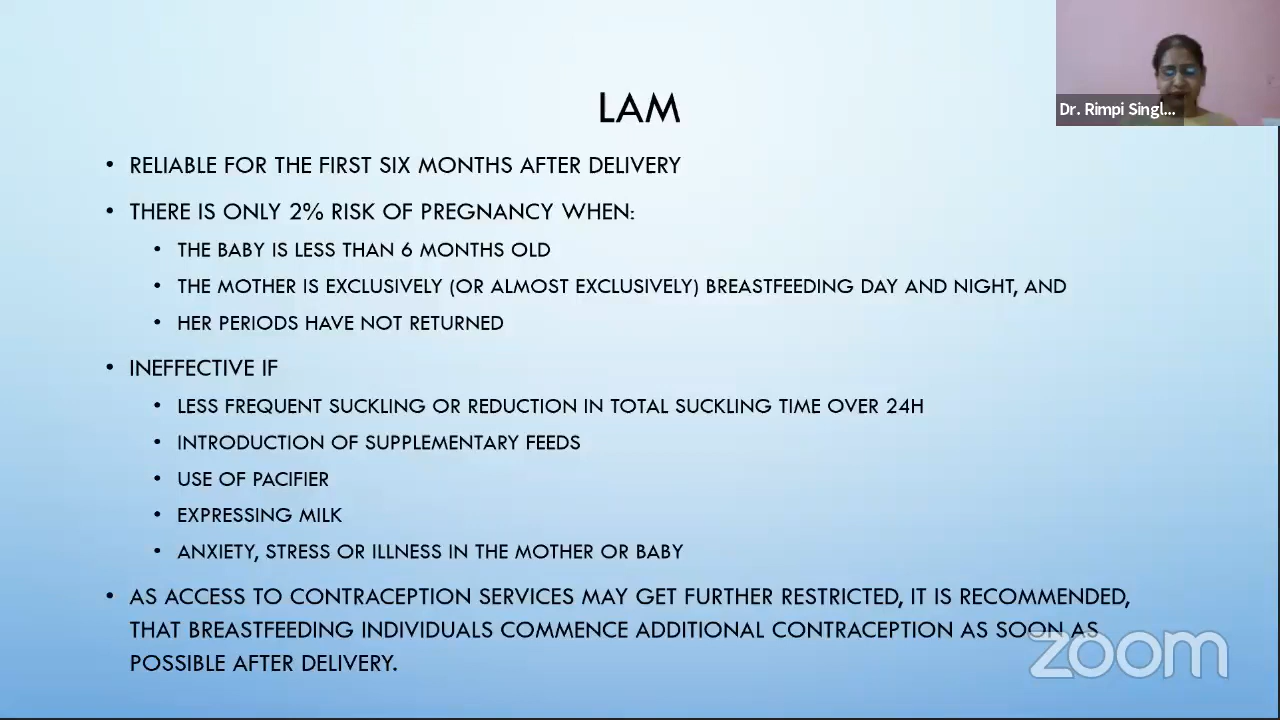 LAM
Dr. Rimpi Singl...
• RELIABLE FOR THE FIRST SIX MONTHS AFTER DELIVERY
• THERE IS ONLY 2% RISK OF PREGNANCY WHEN:
• THE BABY IS LESS THAN 6 MONTHS OLD
• THE MOTHER IS EXCLUSIVELY (OR ALMOST EXCLUSIVELY) BREASTFEEDING DAY AND NIGHT, AND
• HER PERIODS HAVE NOT RETURNED
• INEFFECTIVE IF
• LESS FREQUENT SUCKLING OR REDUCTION IN TOTAL SUCKLING TIME OVER 24H
• INTRODUCTION OF SUPPLEMENTARY FEEDS
• USE OF PACIFIER
• EXPRESSING MILK
• ANXIETY, STRESS OR ILLNESS IN THE MOTHER OR BABY
• AS ACCESS TO CONTRACEPTION SERVICES MAY GET FURTHER RESTRICTED, IT IS RECOMMENDED,
THAT BREASTFEEDING INDIVIDUALS COMMENCE ADDITIONAL CONTRACEPTION AS SOON AS
POSSIBLE AFTER DELIVERY.
zoom